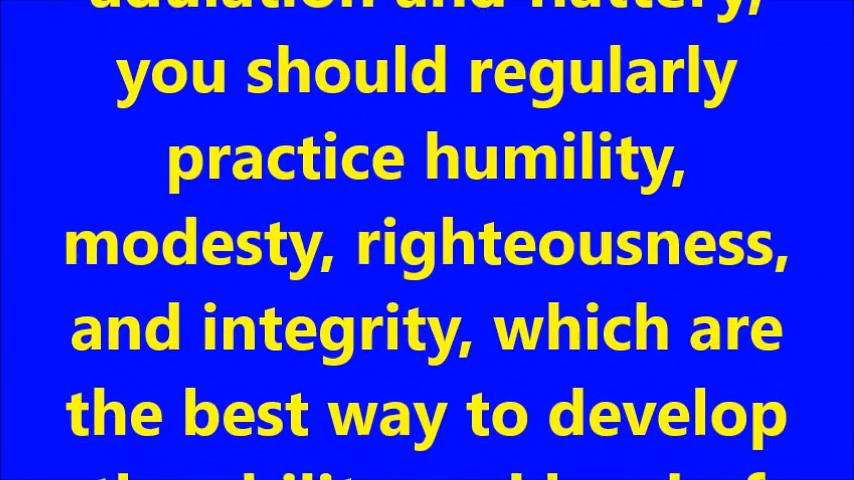 adulation and flattery,
you should regularly
practice humility,
modesty, righteousness,
and integrity, which are
the best way to develop